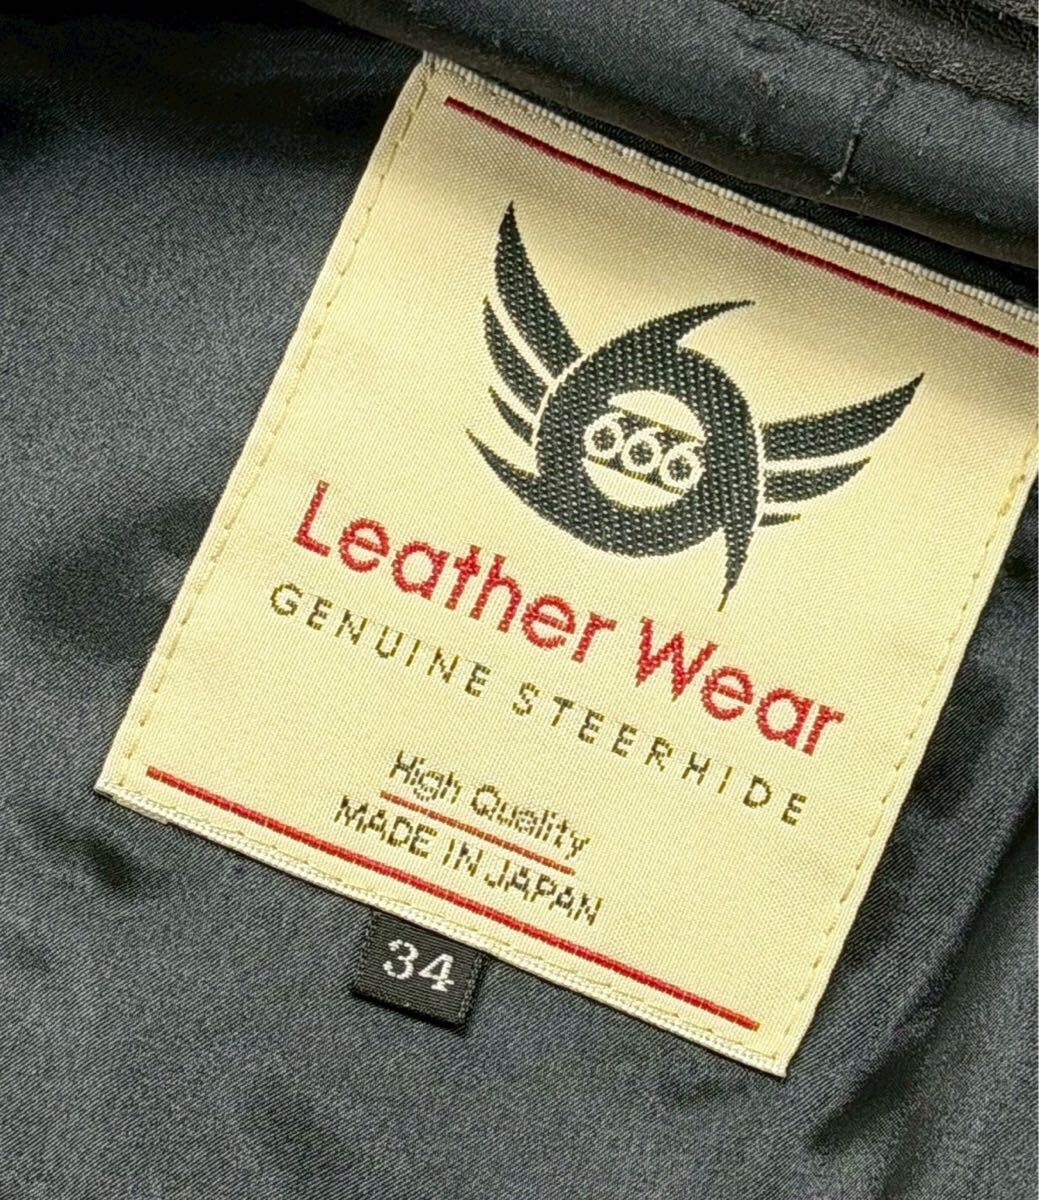 666
Leather Wear
GENUINE STEERHIDE
High Quality
MADE IN JAPAN
34